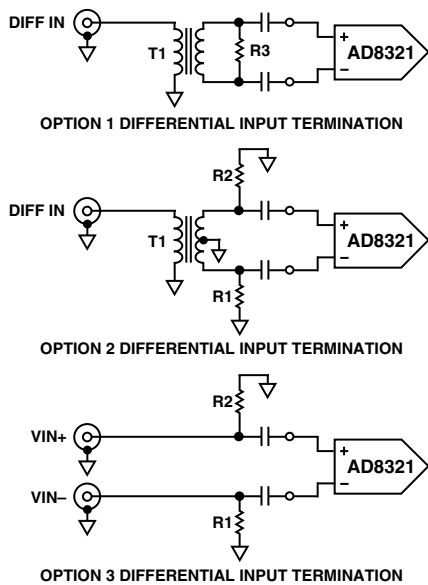 DIFF IN
T1
R3
+
−
AD8321
OPTION 1 DIFFERENTIAL INPUT TERMINATION
R2
DIFF IN
T1
+
−
AD8321
R1
OPTION 2 DIFFERENTIAL INPUT TERMINATION
R2
VIN+
+
−
AD8321
VIN–
R1
OPTION 3 DIFFERENTIAL INPUT TERMINATION